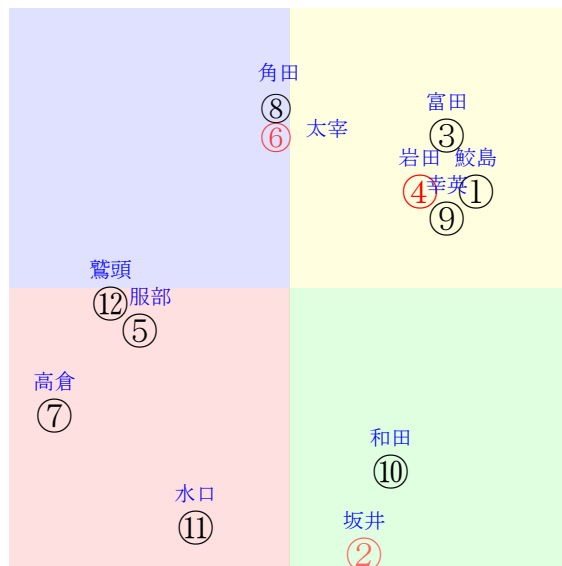 角田
⑧
⑥
太宰
富田
③
岩田
④
鮫島
①
幸英
⑨
鷲頭
⑫
服部
⑤
高倉
⑦
和田
⑩
水口
⑪
坂井
②